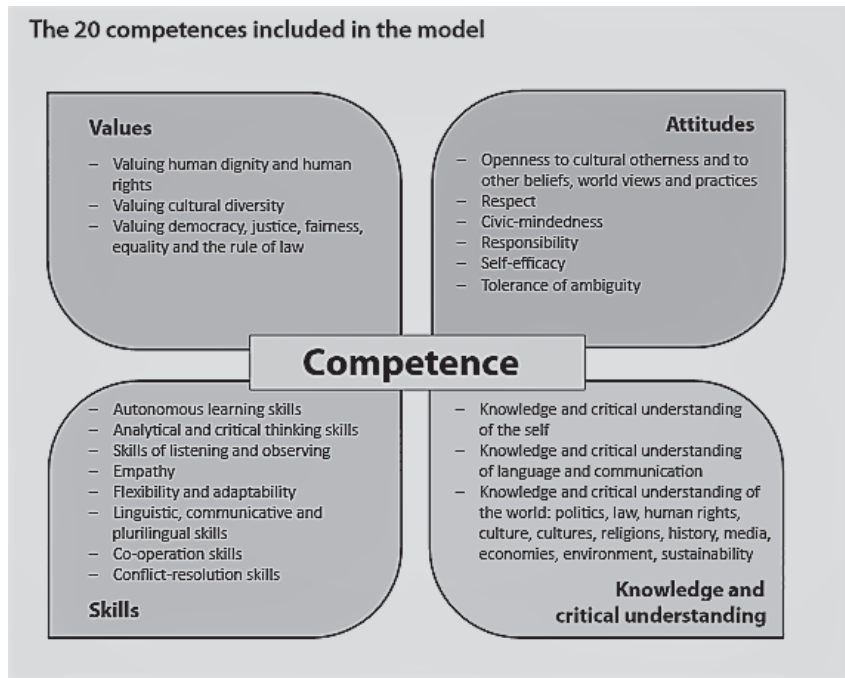 The 20 competences included in the model
Values
– Valuing human dignity and human
rights
– Valuing cultural diversity
– Valuing democracy, justice, fairness,
equality and the rule of law
Attitudes
– Openness to cultural otherness and to
other beliefs, world views and practices
– Respect
– Civic-mindedness
– Responsibility
– Self-efficacy
– Tolerance of ambiguity
Competence
– Autonomous learning skills
– Analytical and critical thinking skills
– Skills of listening and observing
– Empathy
– Flexibility and adaptability
– Linguistic, communicative and
plurilingual skills
– Co-operation skills
– Conflict-resolution skills
Skills
– Knowledge and critical understanding
of the self
– Knowledge and critical understanding
of language and communication
– Knowledge and critical understanding of
the world: politics, law, human rights,
culture, cultures, religions, history, media,
economies, environment, sustainability
Knowledge and
critical understanding